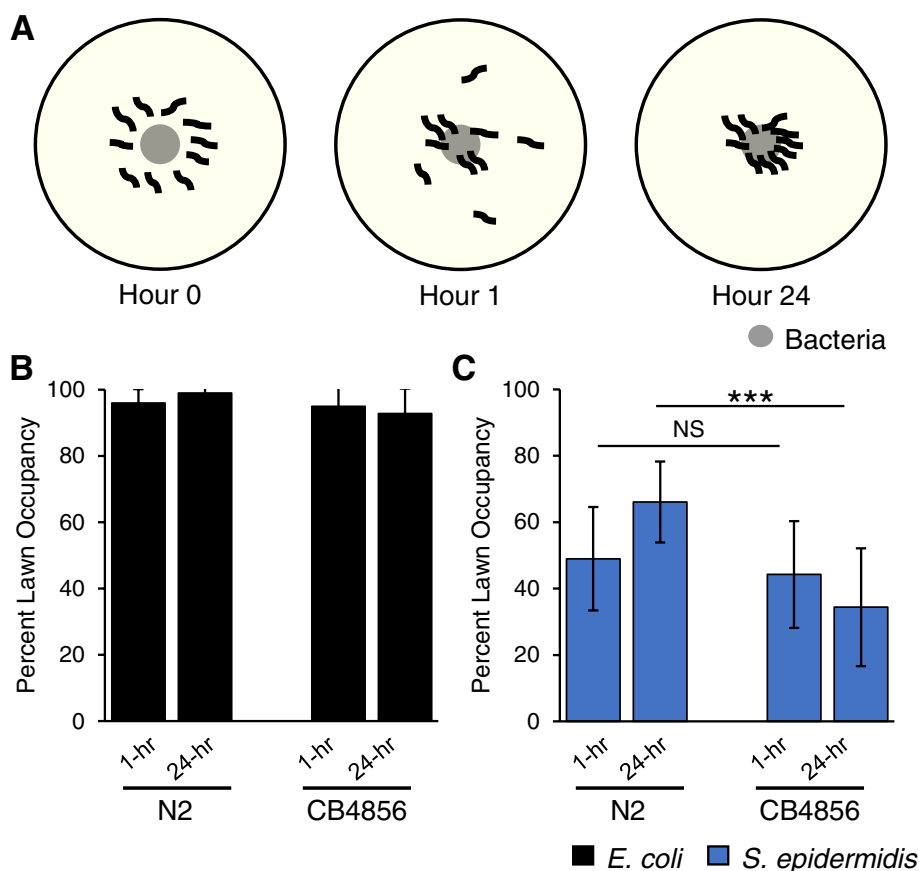 A
Hour 0
Hour 1
Hour 24
Bacteria
B
Percent Lawn Occupancy
100
80
60
40
20
0
1-hr
24-hr
1-hr
24-hr
N2
CB4856
C
Percent Lawn Occupancy
100
80
60
40
20
0
***
NS
1-hr
24-hr
1-hr
24-hr
N2
CB4856
E. coli
S. epidermidis